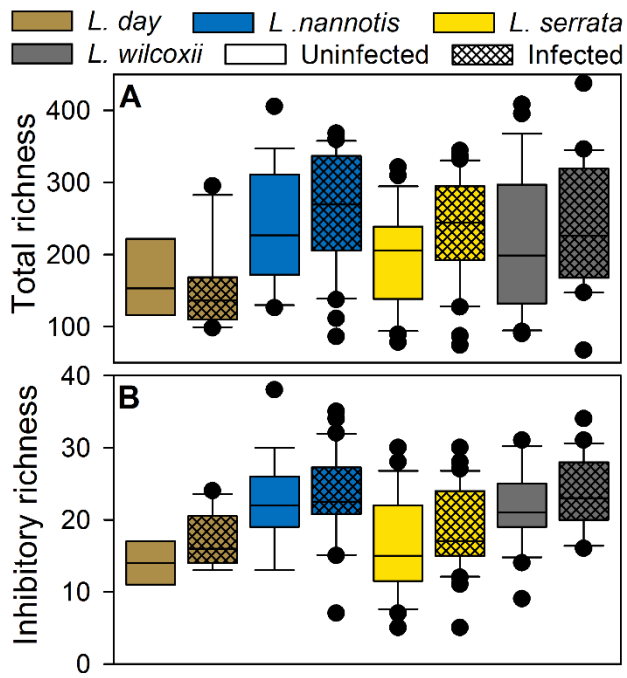 L. day L .nannotis L. serrata
L. wilcoxii Uninfected Infected
A
Total richness
400
300
200
100
B
Inhibitory richness
40
30
20
10
0